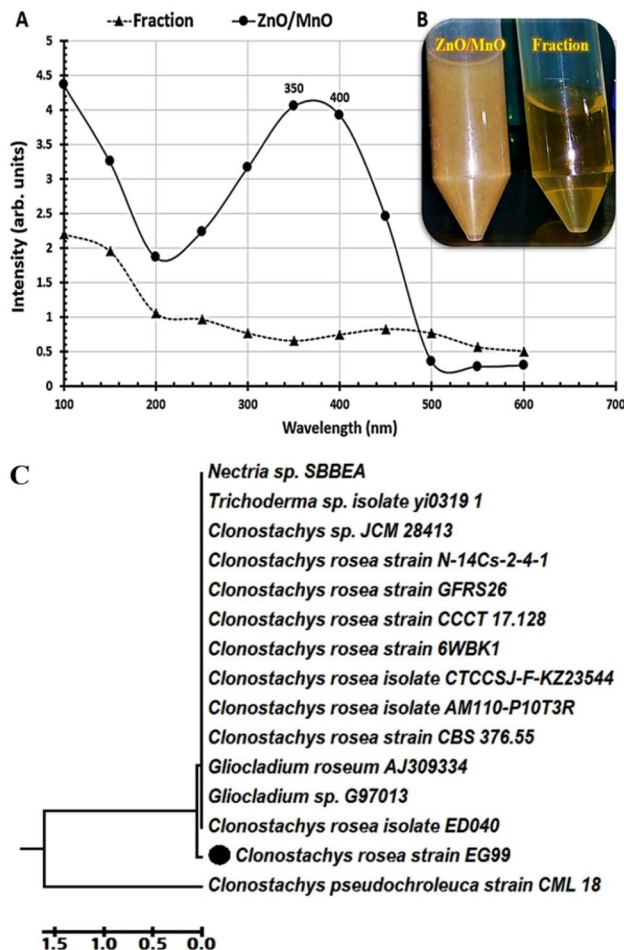 A
Fraction
ZnO/MnO
B
ZnO/MnO
Fraction
5
4.5
4
3.5
3
2.5
2
1.5
1
0.5
0
350
400
Intensity (arb. units)
100
200
300
400
500
600
700
Wavelength (nm)
C
Nectria sp. SBBEA
Trichoderma sp. isolate yi0319 1
Clonostachys sp. JCM 28413
Clonostachys rosea strain N-14Cs-2-4-1
Clonostachys rosea strain GFRS26
Clonostachys rosea strain CCCT 17.128
Clonostachys rosea strain 6WBK1
Clonostachys rosea isolate CTCCSJ-F-KZ23544
Clonostachys rosea isolate AM110-P10T3R
Clonostachys rosea strain CBS 376.55
Gliocladium roseum AJ309334
Gliocladium sp. G97013
Clonostachys rosea isolate ED040
Clonostachys rosea strain EG99
Clonostachys pseudochroleuca strain CML 18
1.5
1.0
0.5
0.0